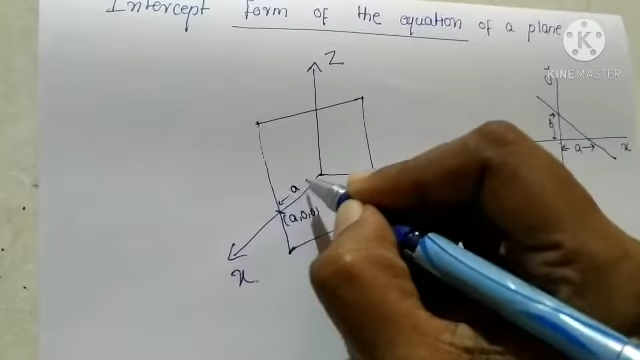 Intercept form of the equation of a plane
KINEMASTER
Z
y
b
a
x
a
(a,0,0)
x